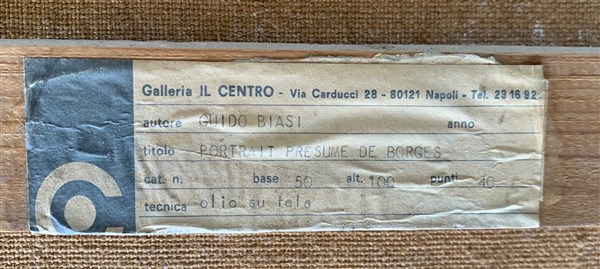 Galleria IL CENTRO - Via Carducci 28 - 80121 Napoli - Tel. 23 16 92
autore GUIDO BIASI anno
titolo PORTRAIT PRESUME DE BORGES
cat. n. base 50 alt. 100 punti 40
tecnica olio su tela